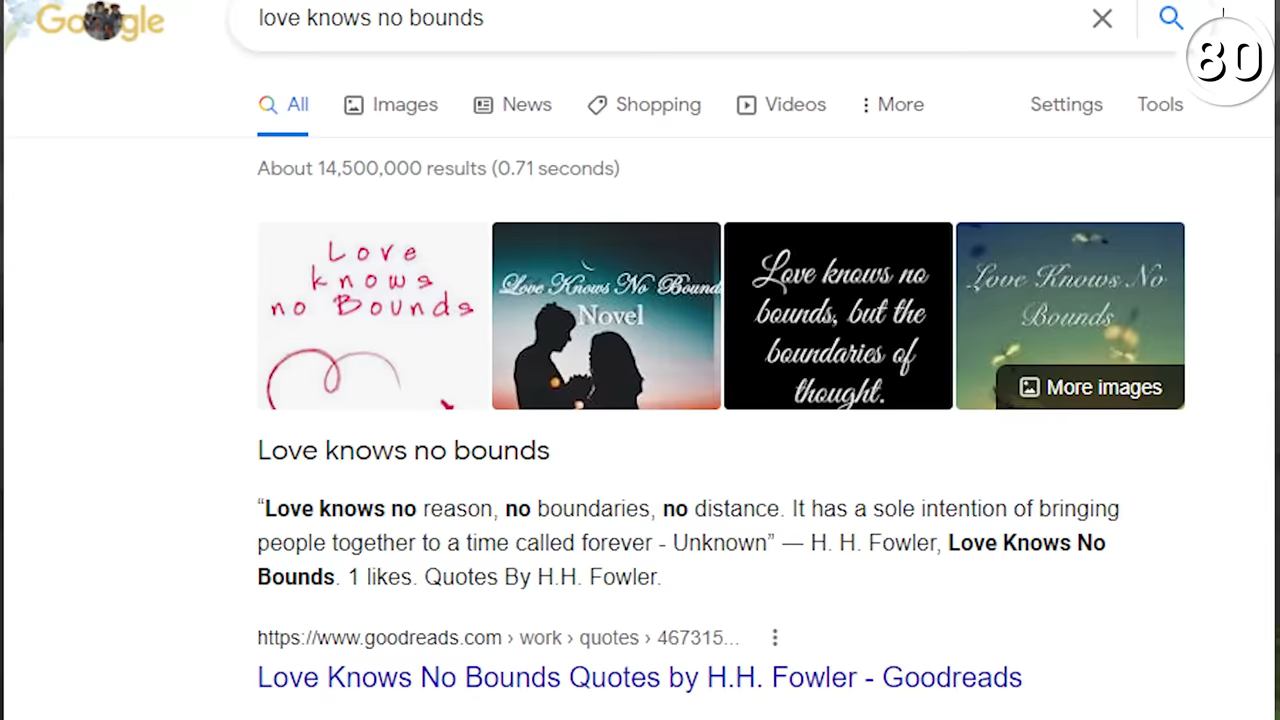 Google
love knows no bounds
80
All Images News Shopping Videos More Settings Tools
About 14,500,000 results (0.71 seconds)
Love
knows
no Bounds
Love Knows No Bound
Novel
Love knows no
bounds, but the
boundaries of
thought.
Love Knows No
Bounds
More images
Love knows no bounds
“Love knows no reason, no boundaries, no distance. It has a sole intention of bringing
people together to a time called forever - Unknown” — H. H. Fowler, Love Knows No
Bounds. 1 likes. Quotes By H.H. Fowler.
https://www.goodreads.com › work › quotes › 467315...
Love Knows No Bounds Quotes by H.H. Fowler - Goodreads